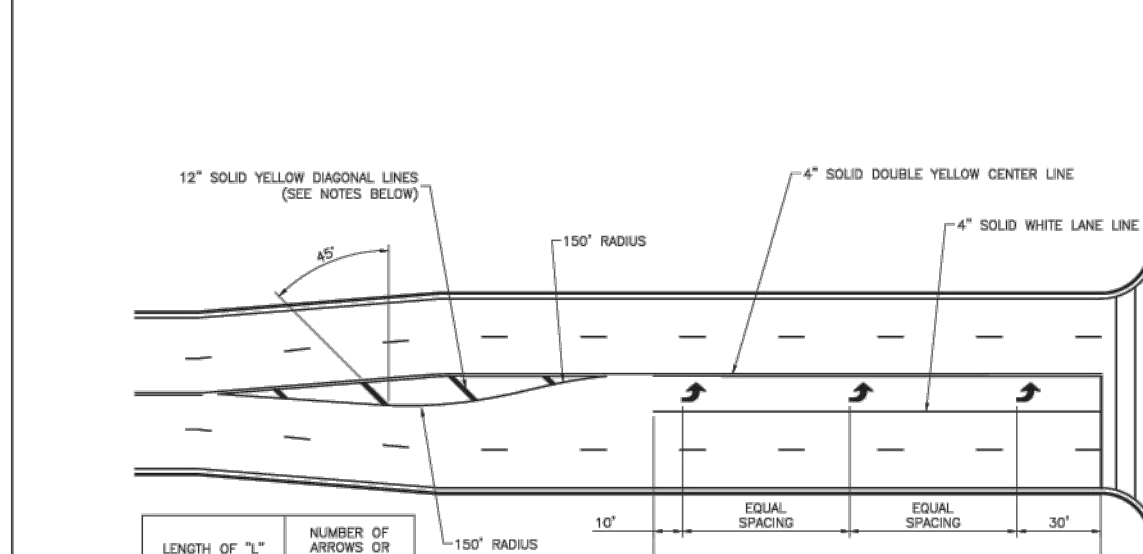 12" SOLID YELLOW DIAGONAL LINES
(SEE NOTES BELOW)
4" SOLID DOUBLE YELLOW CENTER LINE
4" SOLID WHITE LANE LINE
45°
150' RADIUS
10'
EQUAL
SPACING
EQUAL
SPACING
30'
150' RADIUS
LENGTH OF "L"
NUMBER OF
ARROWS OR